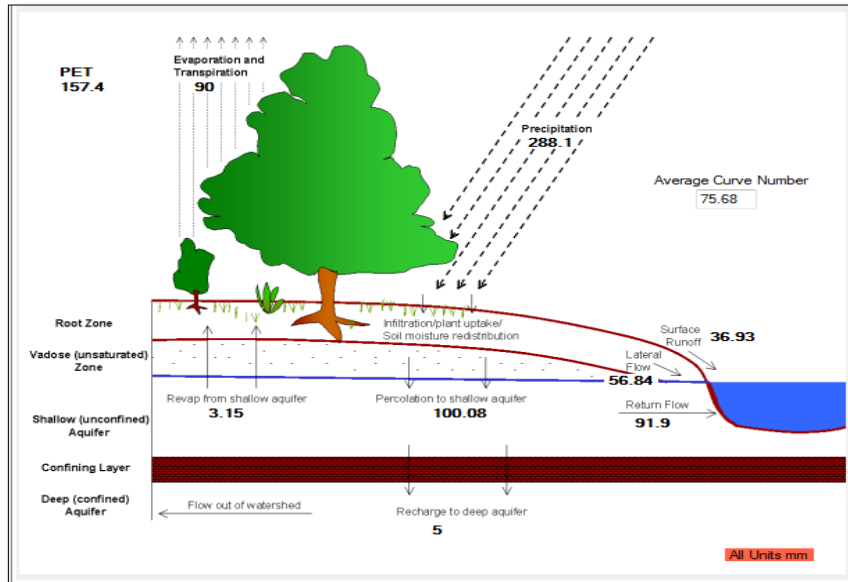 PET
157.4
Evaporation and
Transpiration
90
Precipitation
288.1
Average Curve Number
75.68
Root Zone
Infiltration/plant uptake/
Soil moisture redistribution
Surface
Runoff
36.93
Vadose (unsaturated)
Zone
Lateral
Flow
56.84
Revap from shallow aquifer
3.15
Percolation to shallow aquifer
100.08
Return Flow
91.9
Shallow (unconfined)
Aquifer
Confining Layer
Deep (confined)
Aquifer
Flow out of watershed
Recharge to deep aquifer
5
All Units mm